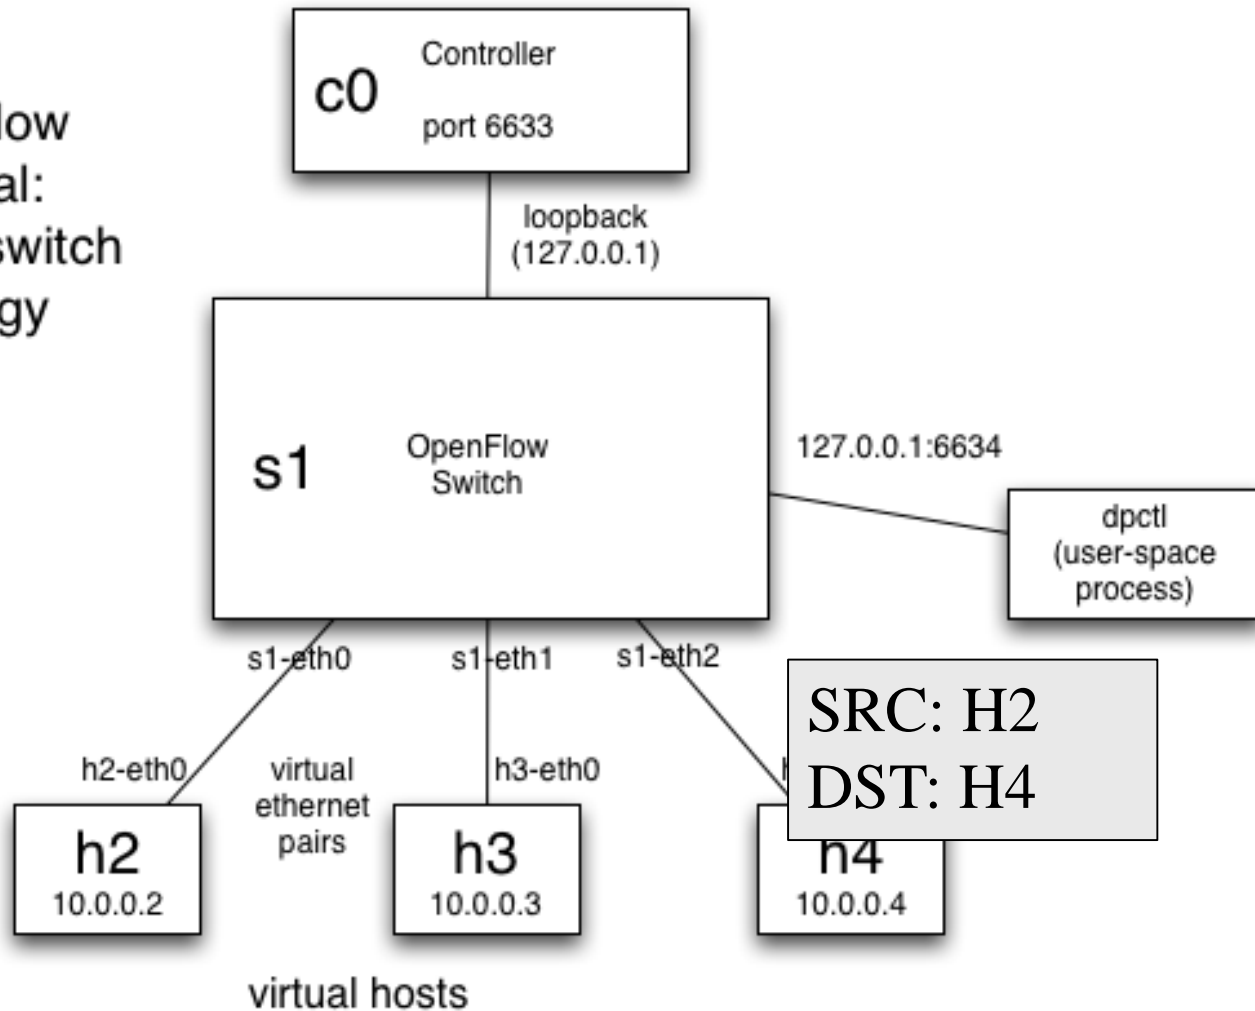 Controller
c0
port 6633
low
al:
switch
gy
loopback
(127.0.0.1)
s1
OpenFlow
Switch
127.0.0.1:6634
dpctl
(user-space
process)
s1-eth0
s1-eth1
s1-eth2
SRC: H2
DST: H4
h2-eth0
virtual
ethernet
pairs
h3-eth0
h2
10.0.0.2
h3
10.0.0.3
h4
10.0.0.4
virtual hosts